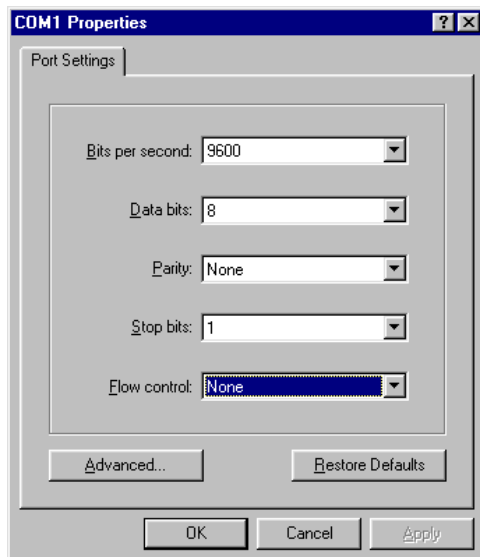 COM1 Properties
Port Settings
Bits per second: 9600
Data bits: 8
Parity: None
Stop bits: 1
Flow control: None
Advanced... Restore Defaults
OK Cancel Apply